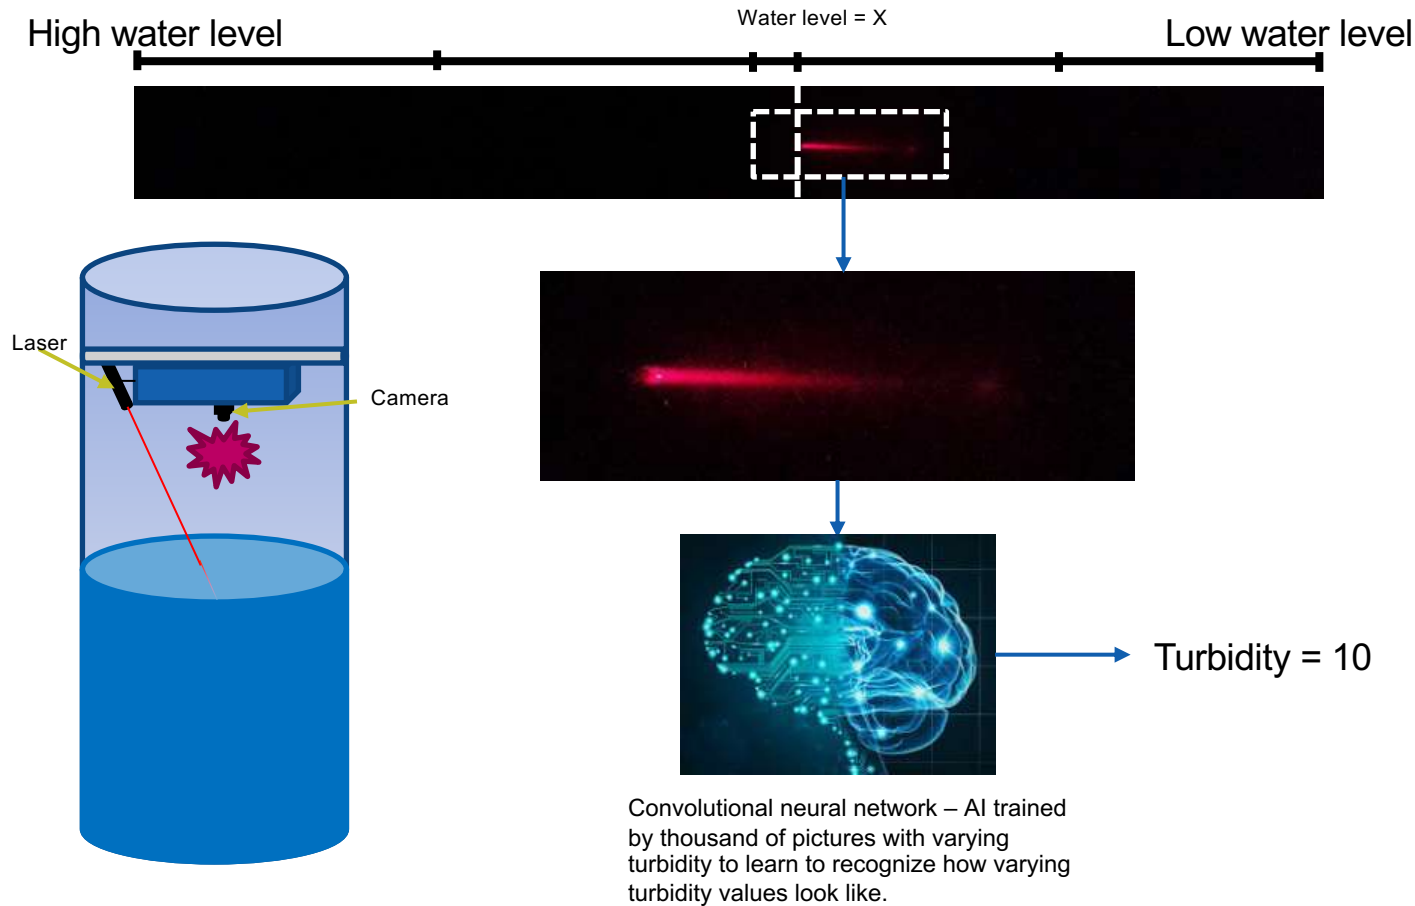 Water level = X
High water level
Low water level
Laser
Camera
Turbidity = 10
Convolutional neural network – AI trained
by thousand of pictures with varying
turbidity to learn to recognize how varying
turbidity values look like.